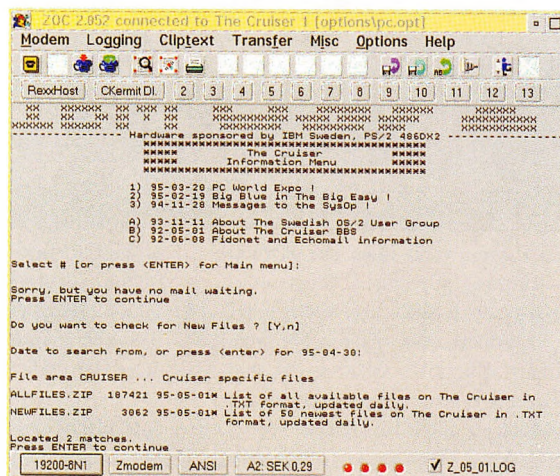 ZOC 2.052 connected to The Cruiser 1 [options\pc.opt]
Modem Logging Cliptext Transfer Misc Options Help
RexxHost CKermit DI. 2 3 4 5 6 7 8 9 10 11 12 13
Hardware sponsored by IBM Sweden, PS/2 486DX2
The Cruiser
Information Menu
1) 95-03-20 PC World Expo !
2) 95-02-19 Big Blue in The Big Easy !
3) 94-11-28 Messages to the SysOp !
A) 93-11-11 About The Swedish OS/2 User Group
B) 92-05-01 About The Cruiser BBS
C) 92-06-08 Fidonet and Echomail information
Select # [or press <ENTER> for Main menu]:
Sorry, but you have no mail waiting.
Press ENTER to continue
Do you want to check for New Files ? [Y,n]
Date to search from, or press <enter> for 95-04-30:
File area CRUISER ... Cruiser specific files
ALLFILES.ZIP 187421 95-05-01* List of all available files on The Cruiser in
.TXT format, updated daily.
NEWFILES.ZIP 3062 95-05-01* List of 50 newest files on The Cruiser in .TXT
format, updated daily.
Located 2 matches.
Press ENTER to continue
19200-8N1 Zmodem ANSI A2: SEK 0,29 Z_05_01.LOG